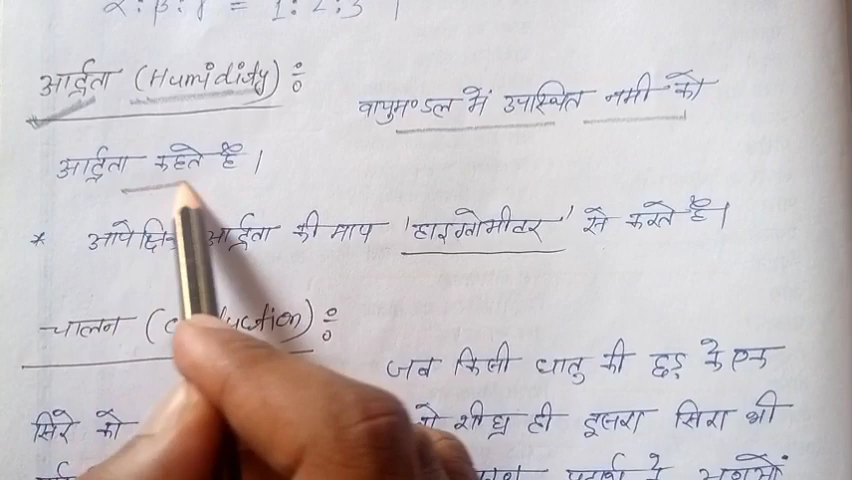 α : β : γ = 1 : 2 : 3 ।
आर्द्रता (Humidity) ÷
वायुमण्डल में उपस्थित नमी को
आर्द्रता कहते हैं।
* आपेक्षिक आर्द्रता की माप 'हाइग्रोमीटर' से करते हैं।
चालन (Conduction) ÷
जब किसी धातु की छड़ के एक
सिरे को शीघ्र ही दूसरा सिरा भी